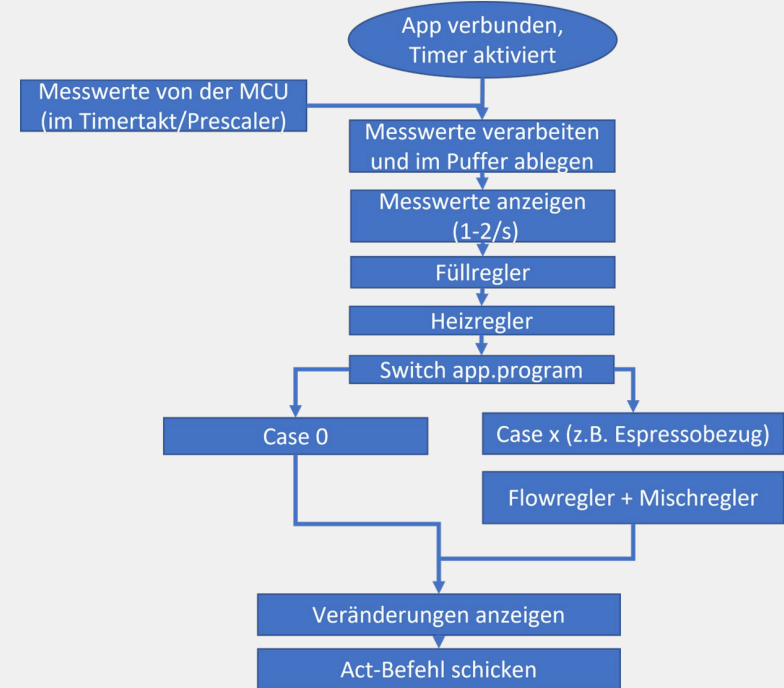 App verbunden,
Timer aktiviert
Messwerte von der MCU
(im Timertakt/Prescaler)
Messwerte verarbeiten
und im Puffer ablegen
Messwerte anzeigen
(1-2/s)
Füllregler
Heizregler
Switch app.program
Case 0
Case x (z.B. Espressobezug)
Flowregler + Mischregler
Veränderungen anzeigen
Act-Befehl schicken